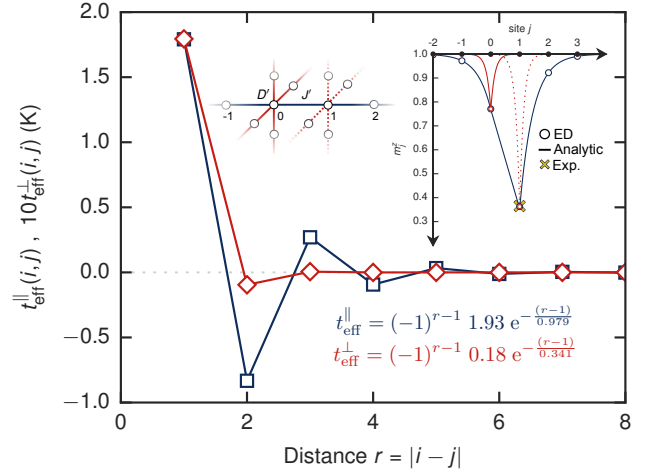 2.0
1.5
1.0
0.5
0.0
−0.5
−1.0
0 2 4 6 8
Distance r = |i − j|
t∥eff(i, j) , 10t⊥eff(i, j) (K)
D′ J′
-1 0 1 2
site j
-2 -1 0 1 2 3
1.0
0.9
0.8
0.7
0.6
0.5
0.4
0.3
mzj
ED
Analytic
Exp.
t∥eff = (−1)r−1 1.93 e−(r−1)/0.979
t⊥eff = (−1)r−1 0.18 e−(r−1)/0.341